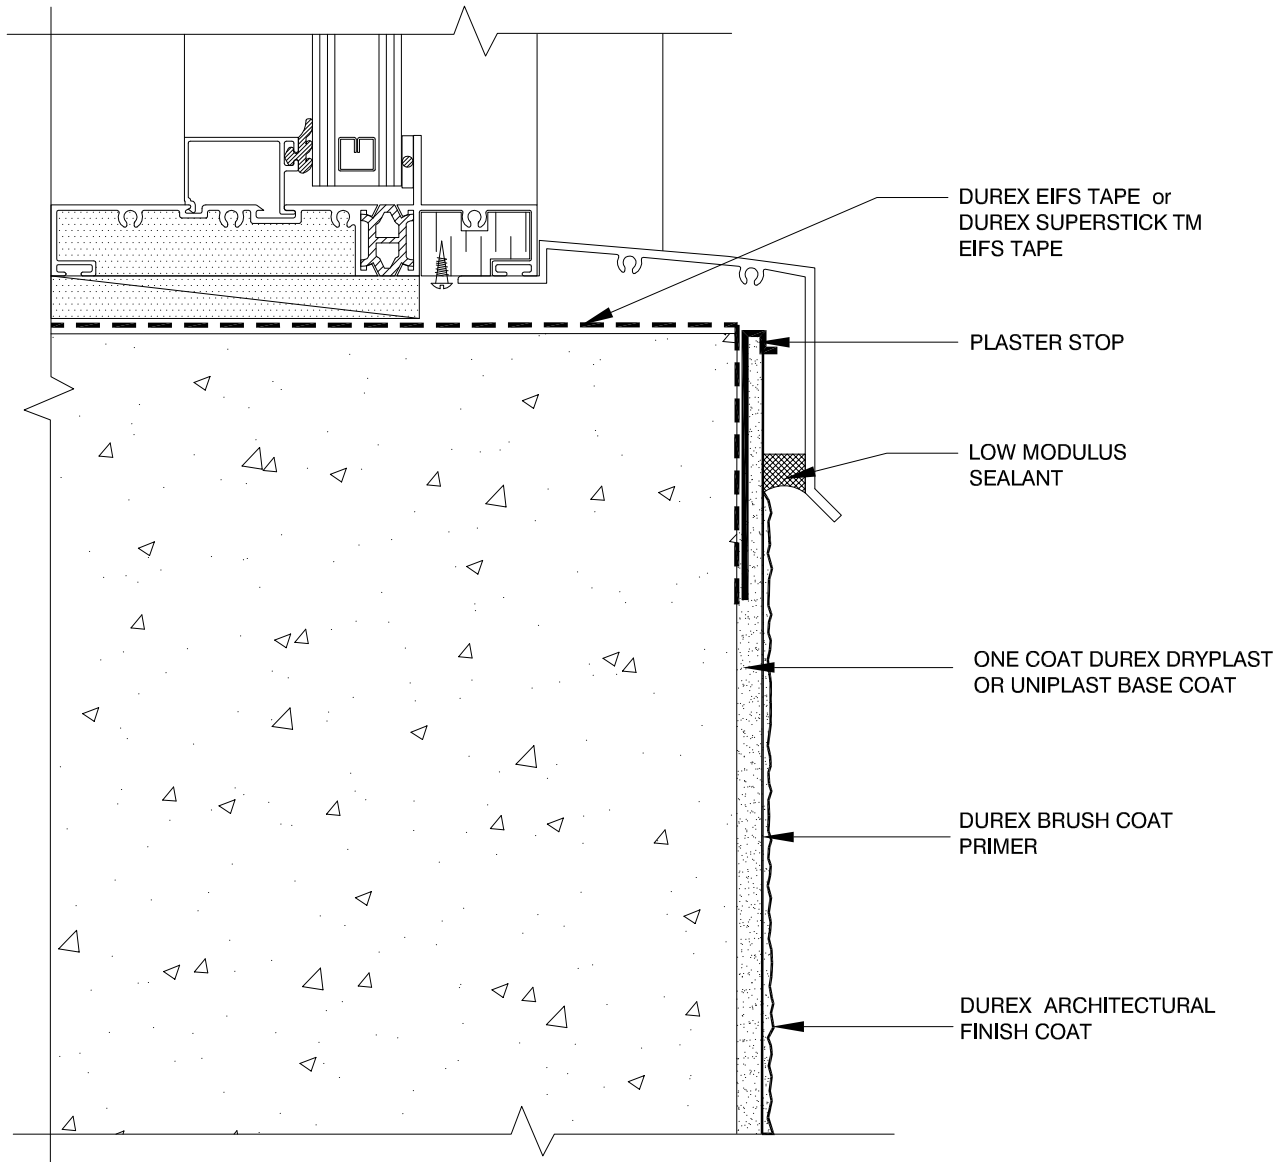 DUREX EIFS TAPE or
DUREX SUPERSTICK TM
EIFS TAPE
PLASTER STOP
LOW MODULUS
SEALANT
ONE COAT DUREX DRYPLAST
OR UNIPLAST BASE COAT
DUREX BRUSH COAT
PRIMER
DUREX ARCHITECTURAL
FINISH COAT